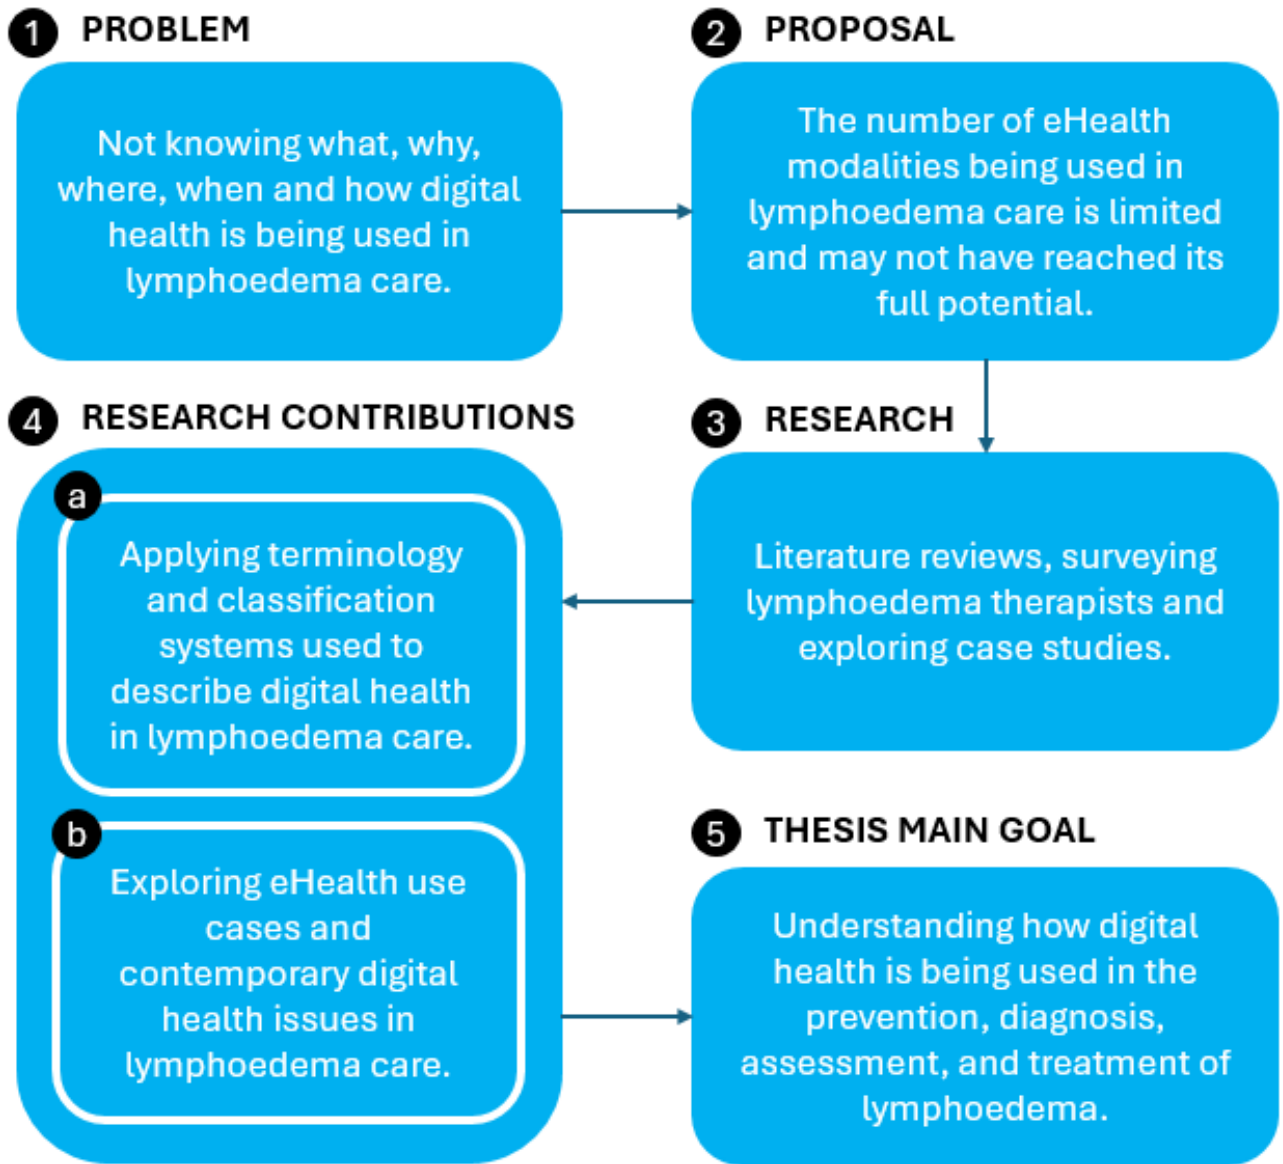 1 PROBLEM
Not knowing what, why,
where, when and how digital
health is being used in
lymphoedema care.
2 PROPOSAL
The number of eHealth
modalities being used in
lymphoedema care is limited
and may not have reached its
full potential.
3 RESEARCH
Literature reviews, surveying
lymphoedema therapists and
exploring case studies.
4 RESEARCH CONTRIBUTIONS
a
Applying terminology
and classification
systems used to
describe digital health
in lymphoedema care.
b
Exploring eHealth use
cases and
contemporary digital
health issues in
lymphoedema care.
5 THESIS MAIN GOAL
Understanding how digital
health is being used in the
prevention, diagnosis,
assessment, and treatment of
lymphoedema.